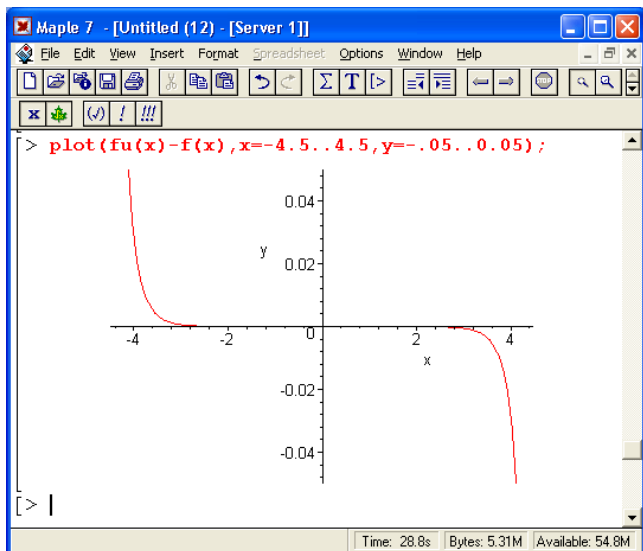 Maple 7 - [Untitled (12) - [Server 1]]
File Edit View Insert Format Spreadsheet Options Window Help
Σ T [>
x (√) ! !!!
[> plot(fu(x)-f(x),x=-4.5..4.5,y=-.05..0.05);
0.04
y
0.02
-4 -2 0 2 4
x
-0.02
-0.04
[>
Time: 28.8s Bytes: 5.31M Available: 54.8M